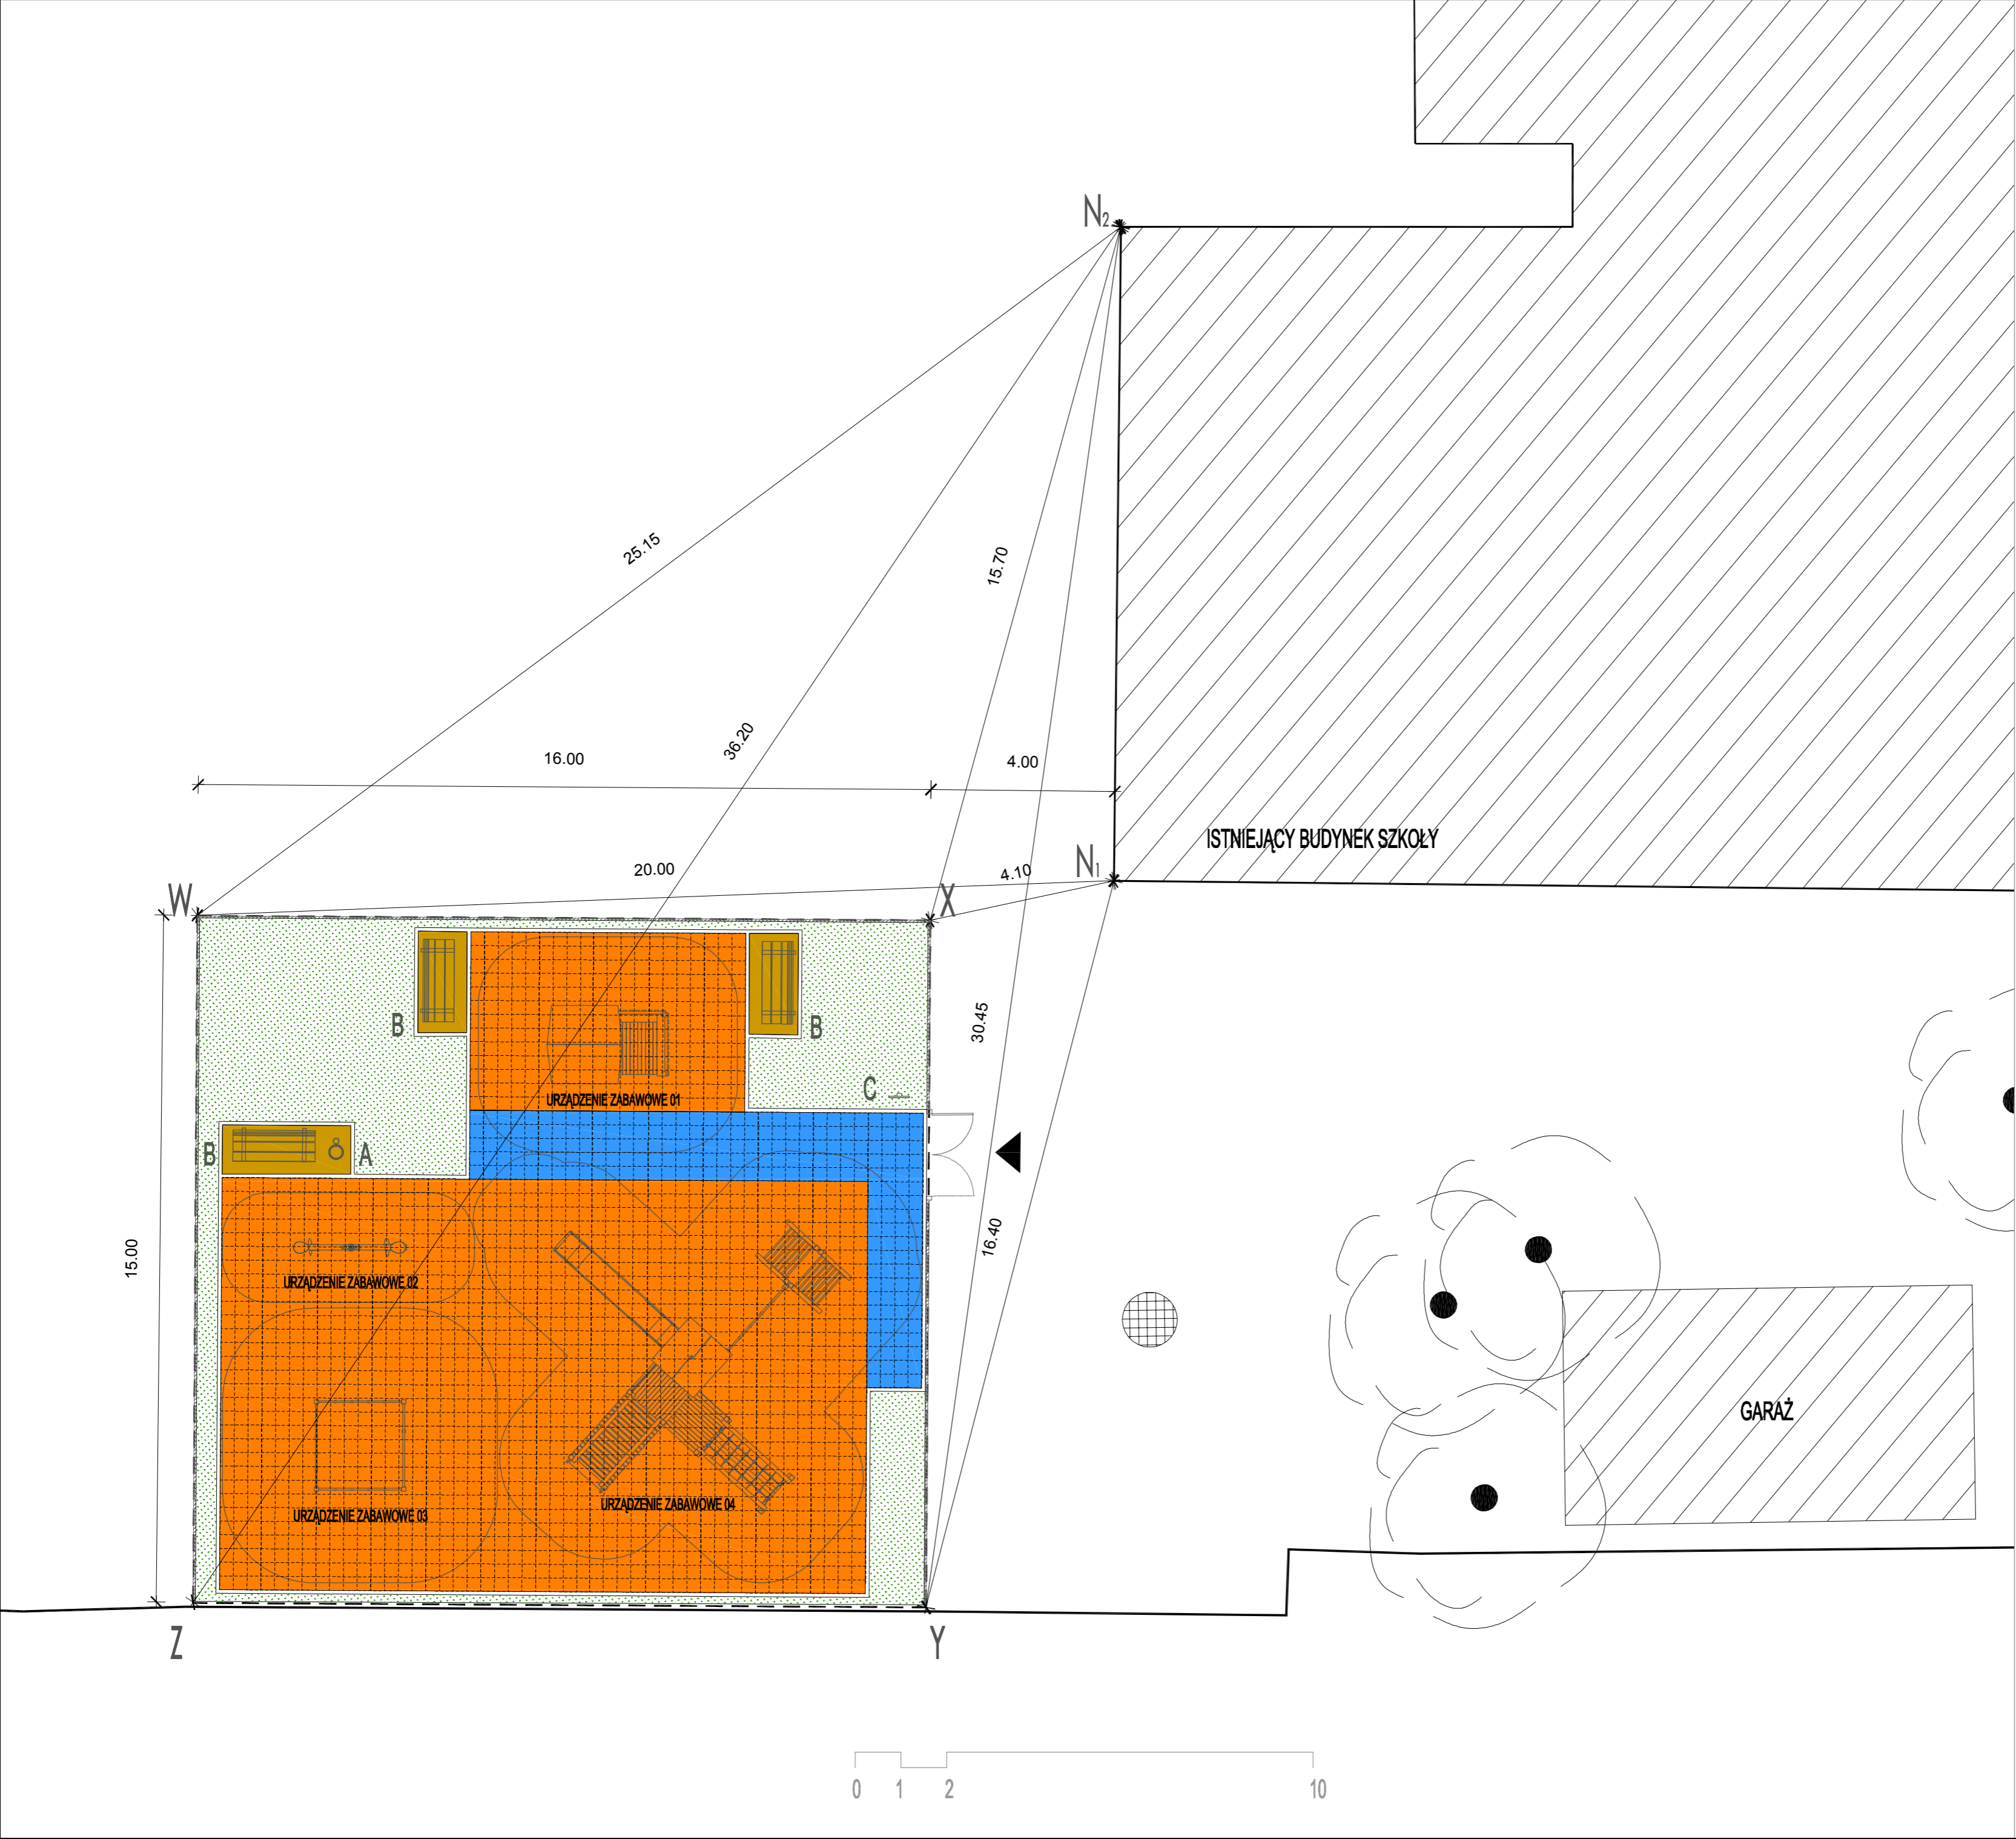 N2
25.15
15.70
36.20
16.00
4.00
ISTNIEJĄCY BUDYNEK SZKOŁY
N1
20.00
4.10
W
X
B
B
30.45
C
URZĄDZENIE ZABAWOWE 01
B
A
15.00
16.40
URZĄDZENIE ZABAWOWE 02
GARAŻ
URZĄDZENIE ZABAWOWE 03
URZĄDZENIE ZABAWOWE 04
Z
Y
0 1 2 10